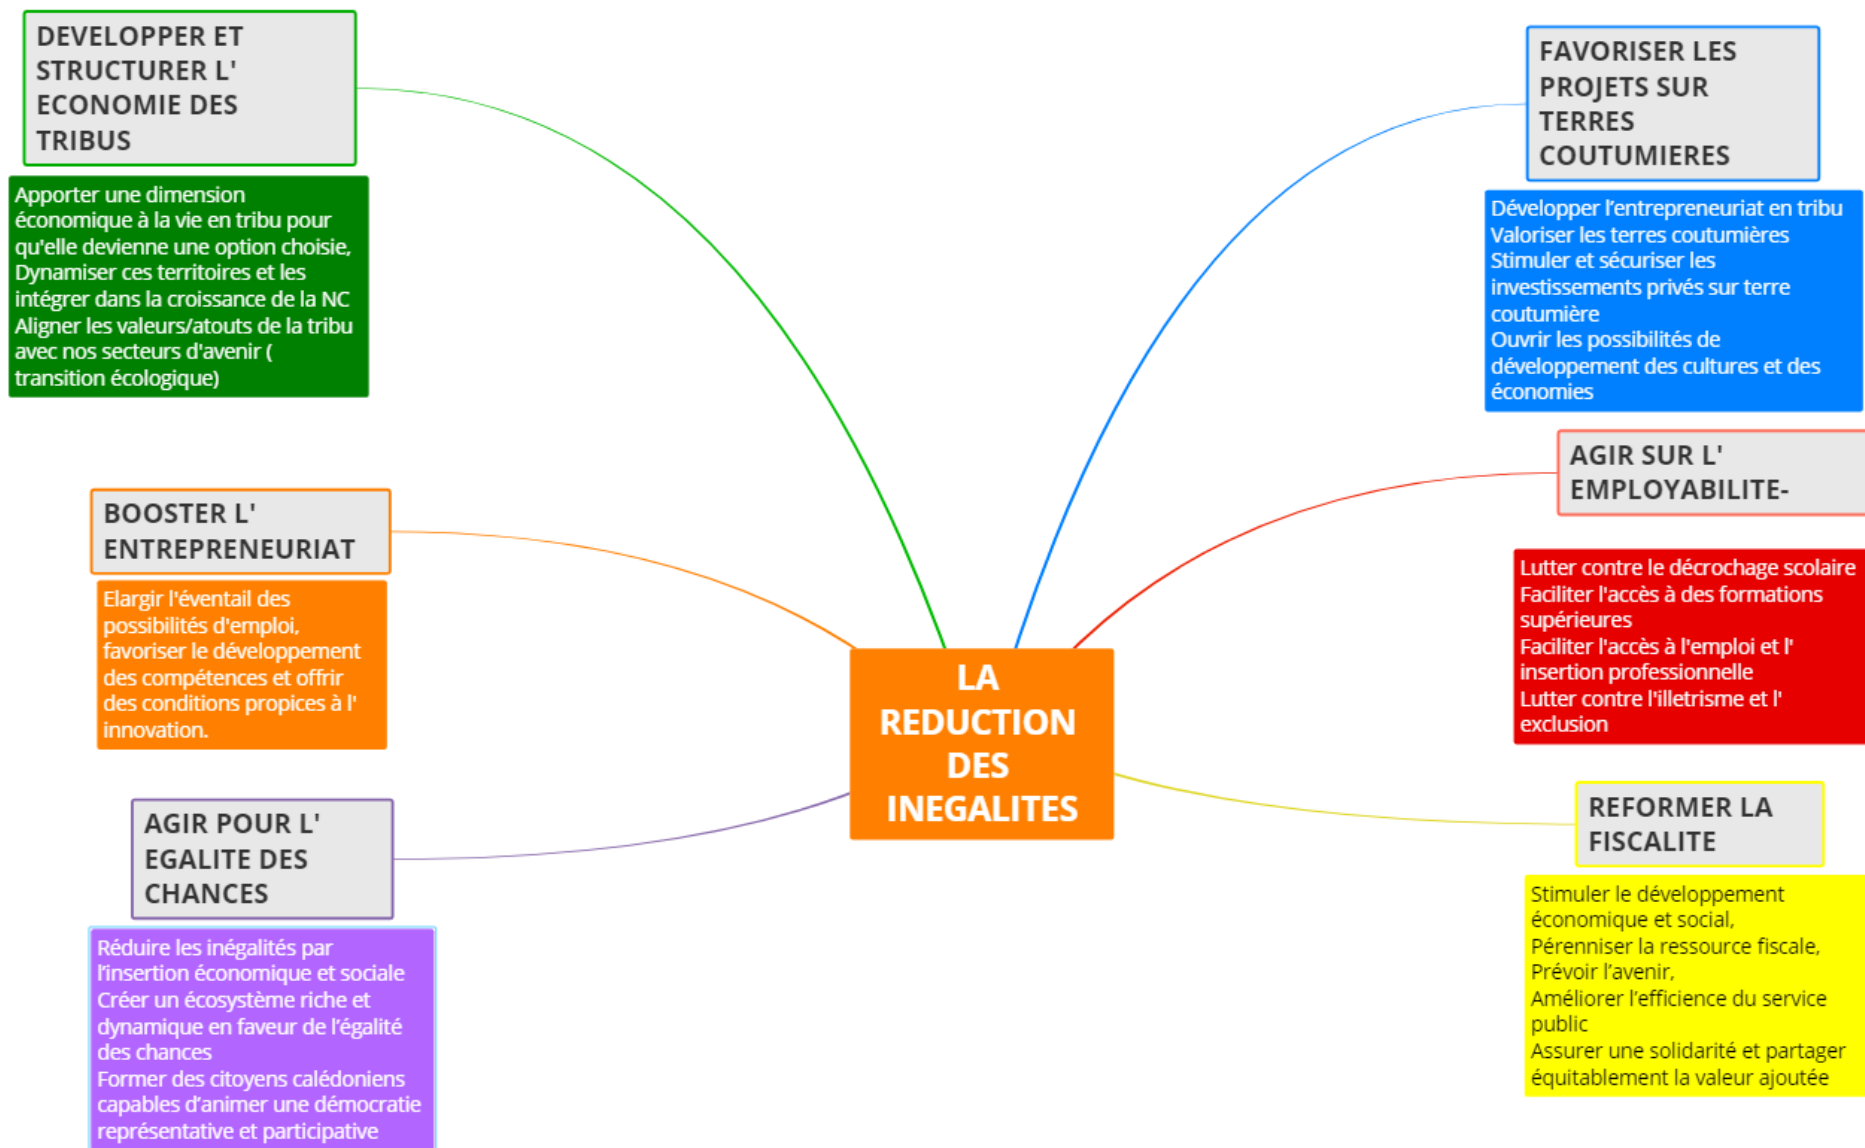 DEVELOPPER ET
STRUCTURER L'
ECONOMIE DES
TRIBUS
Apporter une dimension
économique à la vie en tribu pour
qu'elle devienne une option choisie,
Dynamiser ces territoires et les
intégrer dans la croissance de la NC
Aligner les valeurs/atouts de la tribu
avec nos secteurs d'avenir (
transition écologique)
BOOSTER L'
ENTREPRENEURIAT
Elargir l'éventail des
possibilités d'emploi,
favoriser le développement
des compétences et offrir
des conditions propices à l'
innovation.
AGIR POUR L'
EGALITE DES
CHANCES
Réduire les inégalités par
l’insertion économique et sociale
Créer un écosystème riche et
dynamique en faveur de l’égalité
des chances
Former des citoyens calédoniens
capables d’animer une démocratie
représentative et participative
LA
REDUCTION
DES
INEGALITES
FAVORISER LES
PROJETS SUR
TERRES
COUTUMIERES
Développer l’entrepreneuriat en tribu
Valoriser les terres coutumières
Stimuler et sécuriser les
investissements privés sur terre
coutumière
Ouvrir les possibilités de
développement des cultures et des
économies
AGIR SUR L'
EMPLOYABILITE-
Lutter contre le décrochage scolaire
Faciliter l'accès à des formations
supérieures
Faciliter l'accès à l'emploi et l'
insertion professionnelle
Lutter contre l'illetrisme et l'
exclusion
REFORMER LA
FISCALITE
Stimuler le développement
économique et social,
Pérenniser la ressource fiscale,
Prévoir l’avenir,
Améliorer l’efficience du service
public
Assurer une solidarité et partager
équitablement la valeur ajoutée